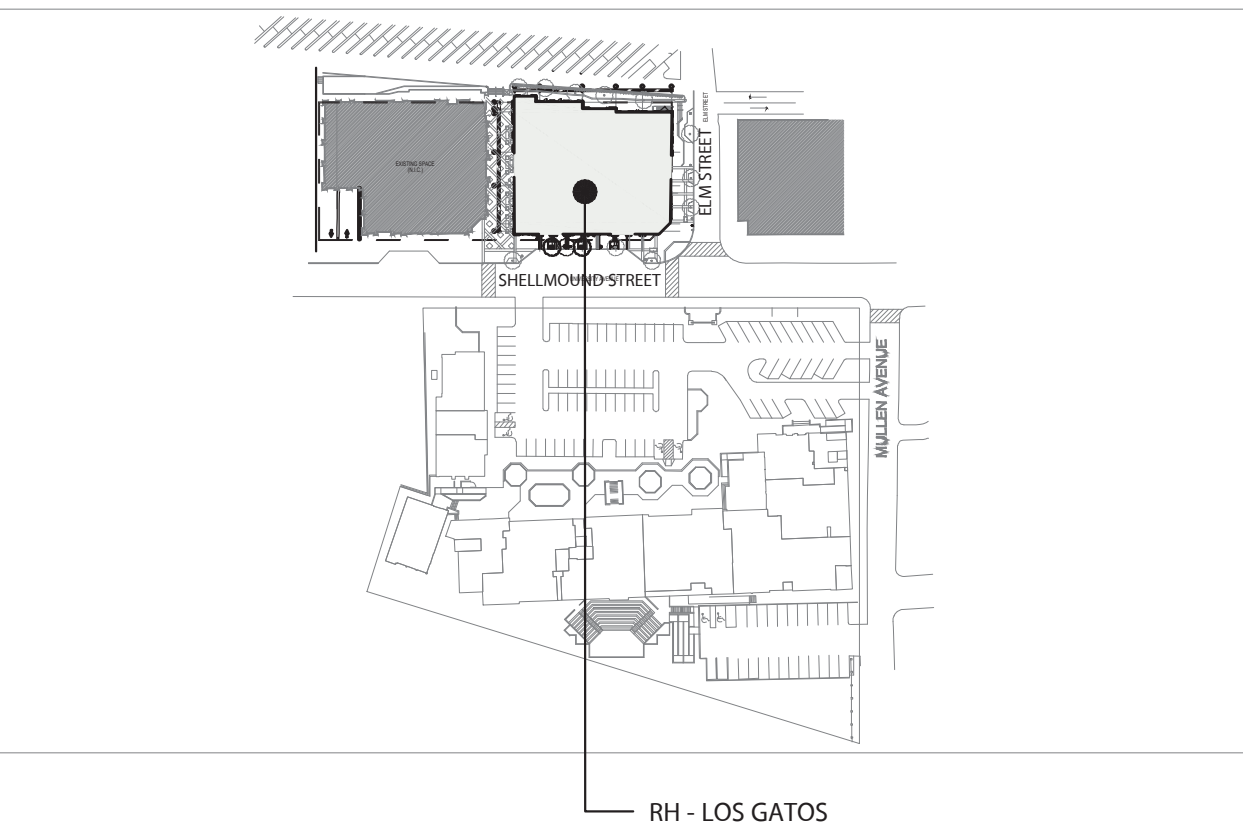 ELM STREET
EXISTING SPACE
(N.I.C.)
ELM STREET
SHELLMOUND STREET
MULLEN AVENUE
RH - LOS GATOS